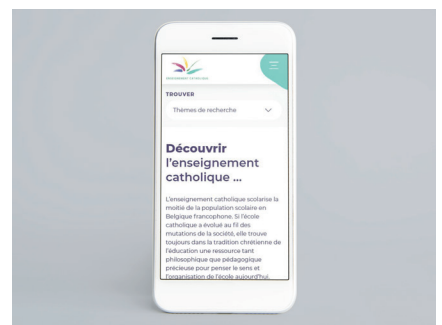 ENSEIGNEMENT CATHOLIQUE
TROUVER
Thèmes de recherche
Découvrir
l'enseignement
catholique ...
L'enseignement catholique scolarise la
moitié de la population scolaire en
Belgique francophone. Si l'école
catholique a évolué au fil des
mutations de la société, elle trouve
toujours dans la tradition chrétienne de
l'éducation une ressource tant
philosophique que pédagogique
précieuse pour penser le sens et
l'organisation de l'école aujourd'hui.